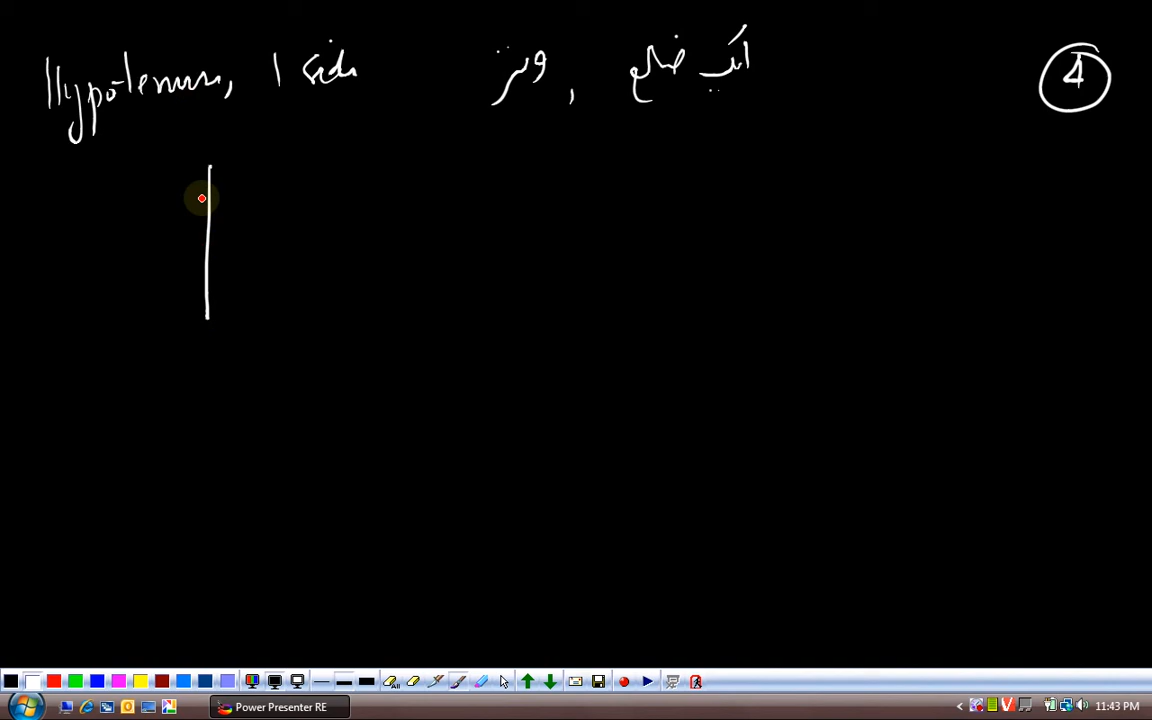 Hypotenuse, 1 side وتر , ایک ضلع 4
Power Presenter RE
11:43 PM